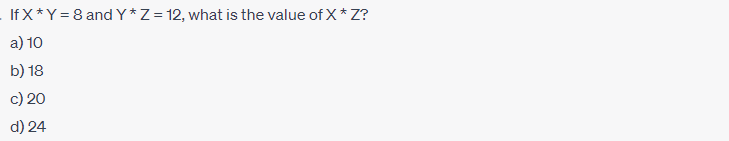 If X * Y = 8 and Y * Z = 12, what is the value of X * Z?
a) 10
b) 18
c) 20
d) 24